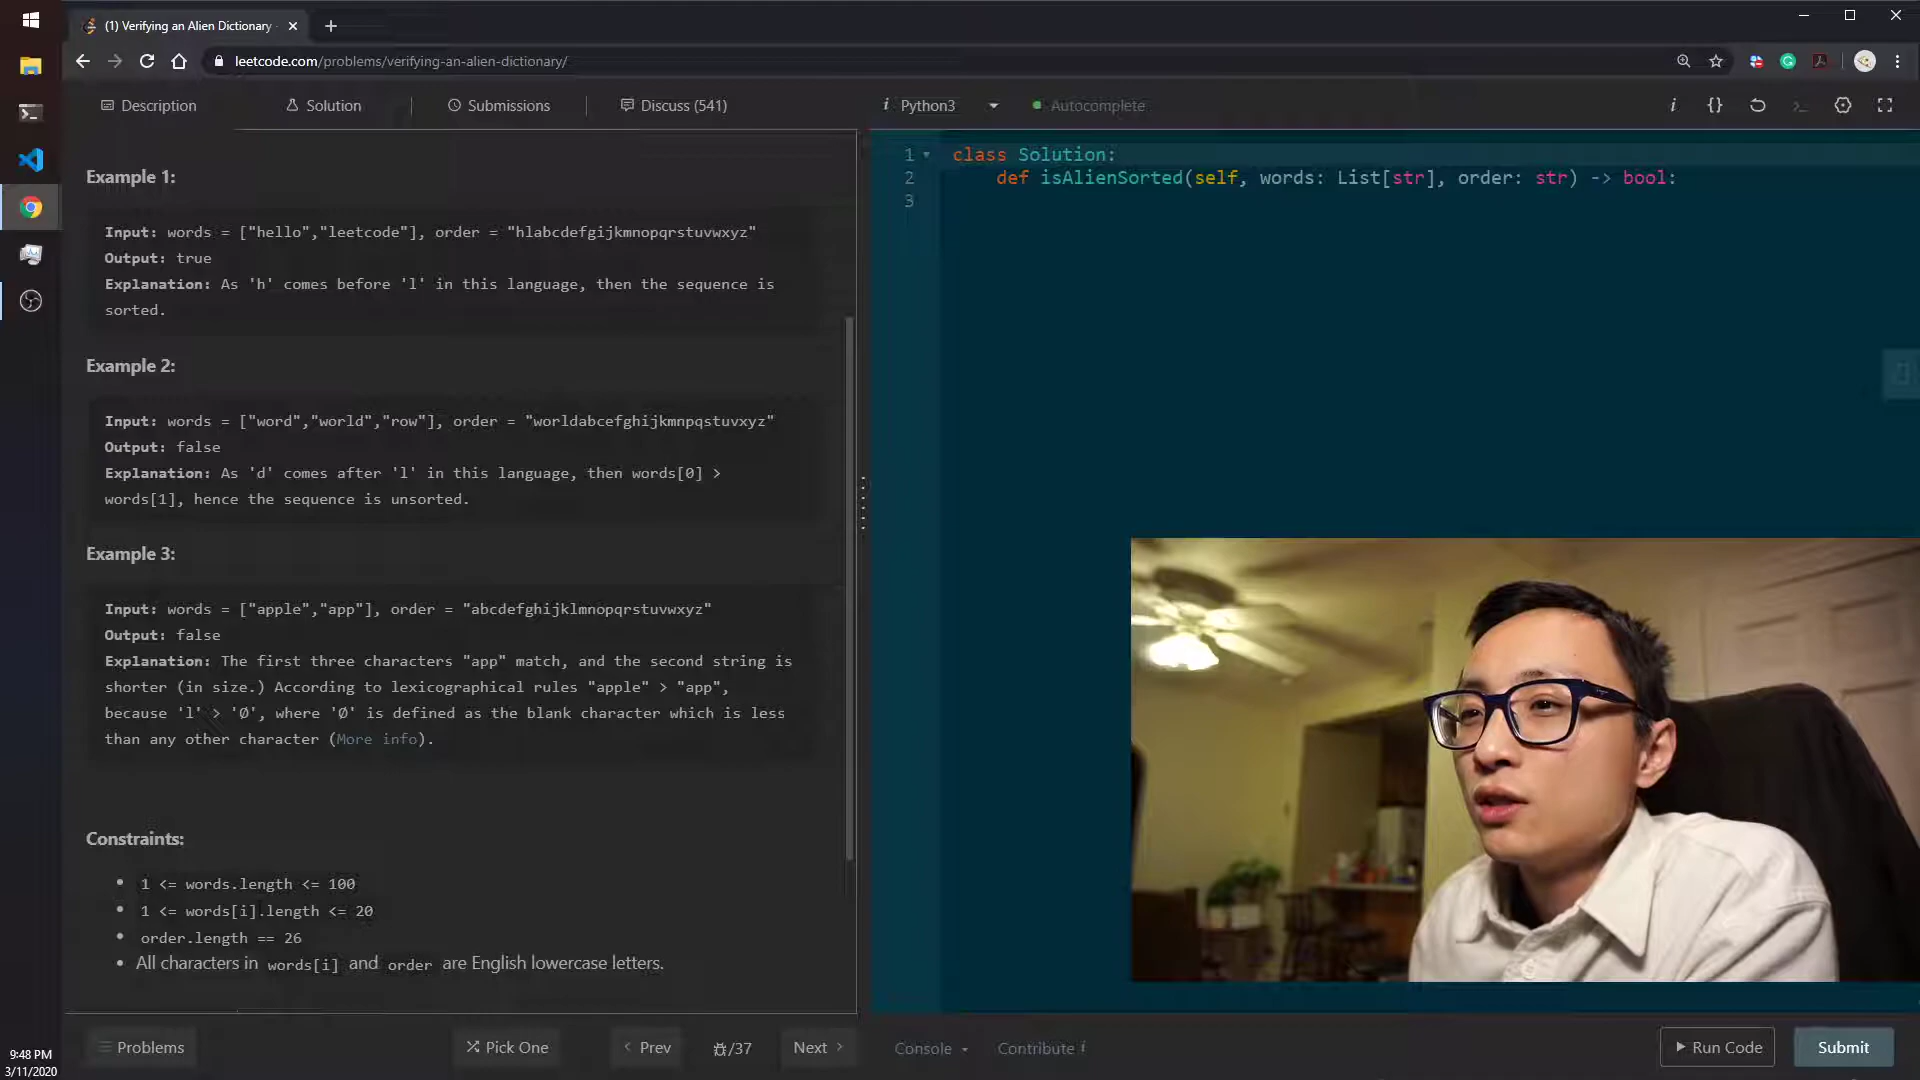 (1) Verifying an Alien Dictionary
leetcode.com/problems/verifying-an-alien-dictionary/
Description
Solution
Submissions
Discuss (541)
i Python3
Autocomplete
i {}
Example 1:
Input: words = ["hello","leetcode"], order = "hlabcdefgijkmnopqrstuvwxyz"
Output: true
Explanation: As 'h' comes before 'l' in this language, then the sequence is
sorted.
Example 2:
Input: words = ["word","world","row"], order = "worldabcefghijkmnpqstuvxyz"
Output: false
Explanation: As 'd' comes after 'l' in this language, then words[0] >
words[1], hence the sequence is unsorted.
Example 3:
Input: words = ["apple","app"], order = "abcdefghijklmnopqrstuvwxyz"
Output: false
Explanation: The first three characters "app" match, and the second string is
shorter (in size.) According to lexicographical rules "apple" > "app",
because 'l' > '∅', where '∅' is defined as the blank character which is less
than any other character (More info).
Constraints:
• 1 <= words.length <= 100
• 1 <= words[i].length <= 20
• order.length == 26
• All characters in words[i] and order are English lowercase letters.
1 class Solution:
2 def isAlienSorted(self, words: List[str], order: str) -> bool:
3
Problems
Pick One
< Prev
/37
Next >
Console
Contribute i
Run Code
Submit
9:48 PM
3/11/2020